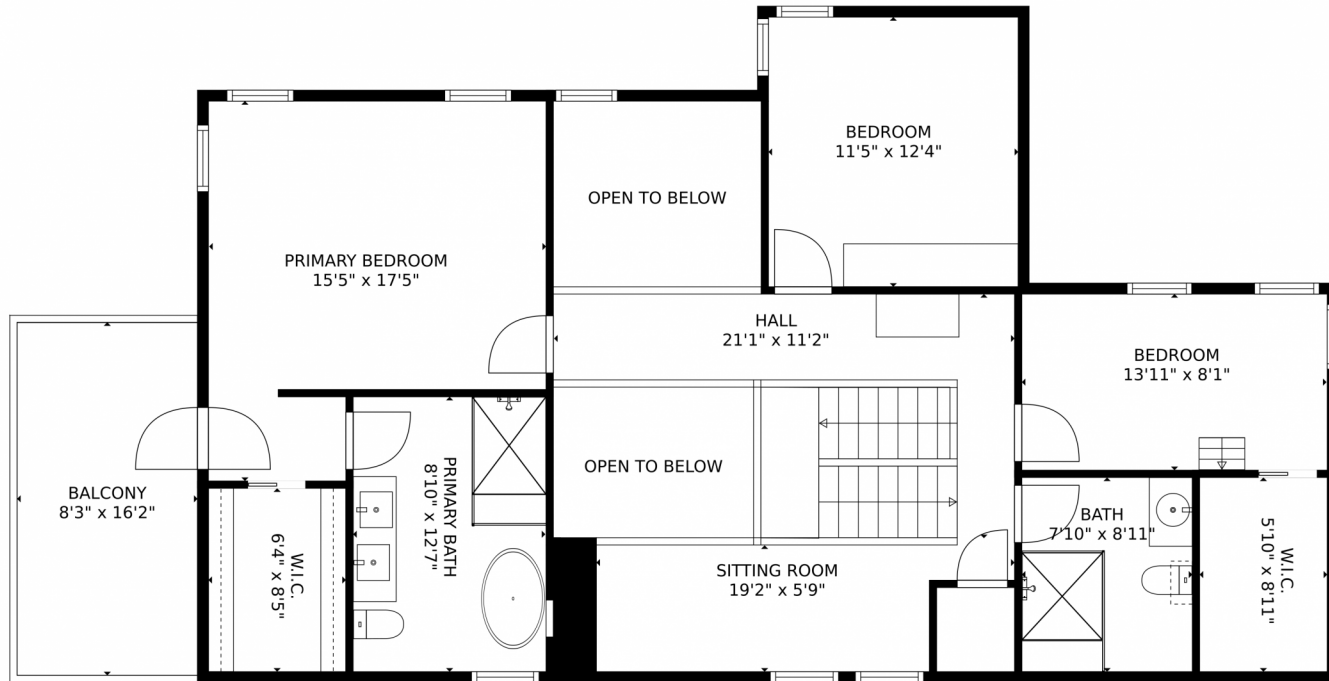 BEDROOM
11'5" x 12'4"
OPEN TO BELOW
PRIMARY BEDROOM
15'5" x 17'5"
HALL
21'1" x 11'2"
BEDROOM
13'11" x 8'1"
OPEN TO BELOW
BALCONY
8'3" x 16'2"
W.I.C.
6'4" x 8'5"
PRIMARY BATH
8'10" x 12'7"
SITTING ROOM
19'2" x 5'9"
BATH
7'10" x 8'11"
W.I.C.
5'10" x 8'11"